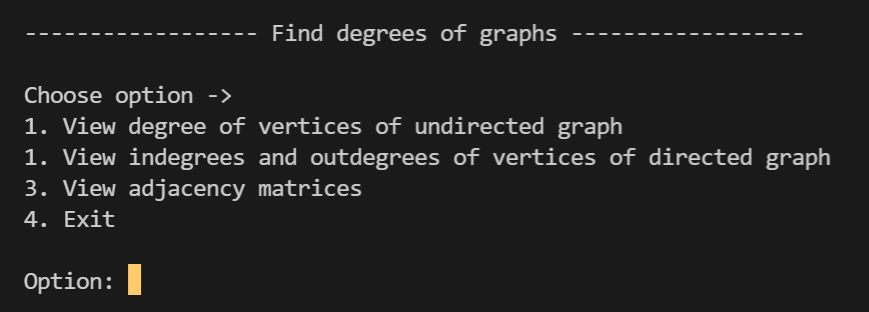 ------------------ Find degrees of graphs ------------------
Choose option ->
1. View degree of vertices of undirected graph
1. View indegrees and outdegrees of vertices of directed graph
3. View adjacency matrices
4. Exit
Option: